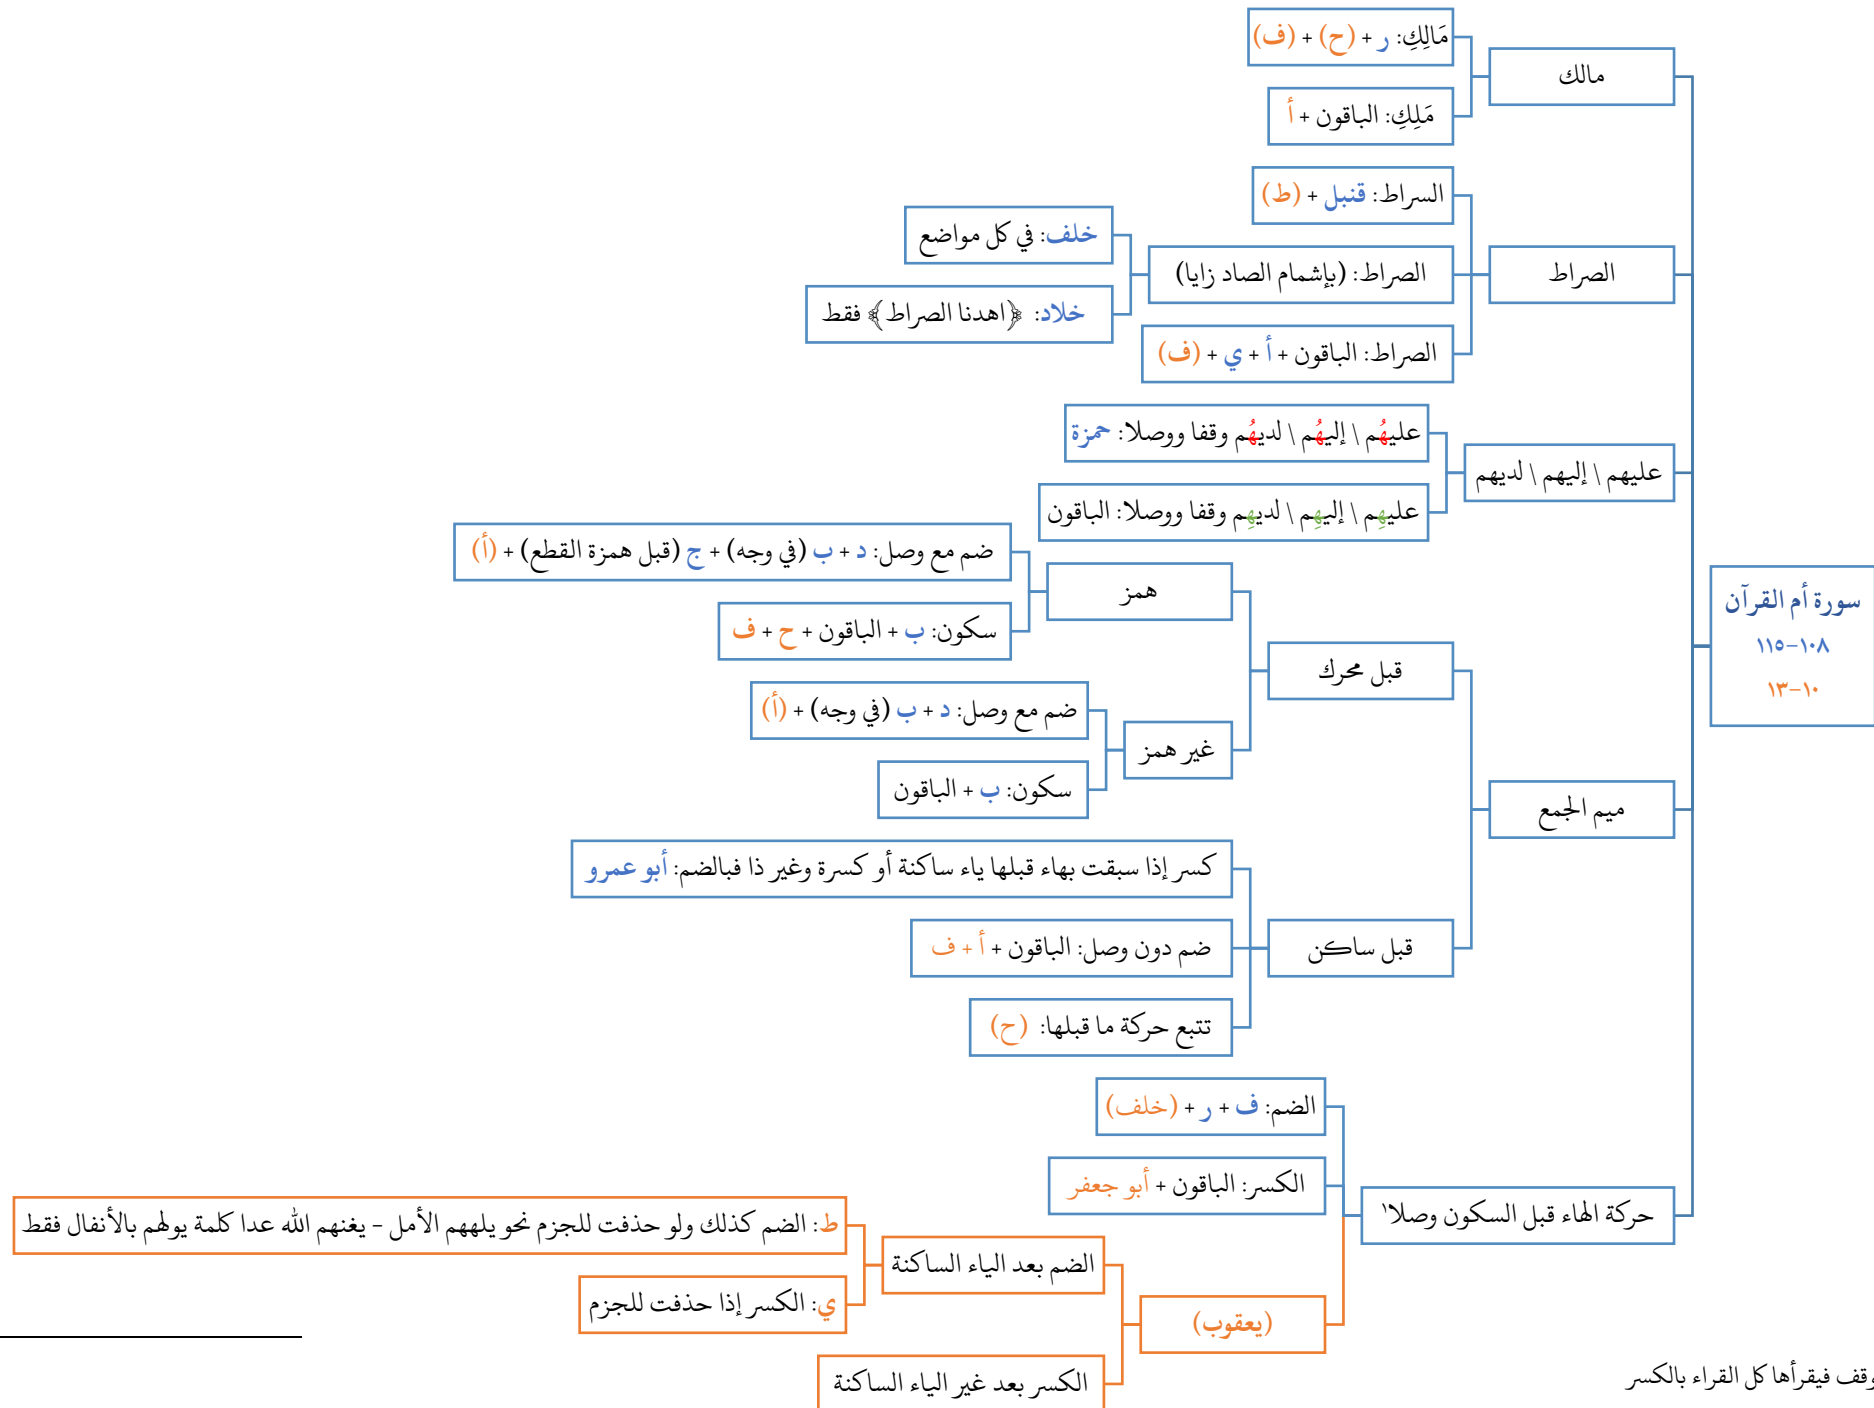 سورة أم القرآن
١٠٨-١١٥
١٠-١٣
مالك
مَالِكِ: ر + (ح) + (ف)
مَلِكِ: الباقون + أ
الصراط
السراط: قنبل + (ط)
الصراط: (بإشمام الصاد زايا)
خلف: في كل مواضع
خلاد: ﴿اهدنا الصراط﴾ فقط
الصراط: الباقون + أ + ي + (ف)
عليهم \ إليهم \ لديهم
عليهُم \ إليهُم \ لديهُم وقفا ووصلا: حمزة
عليهِم \ إليهِم \ لديهِم وقفا ووصلا: الباقون
ميم الجمع
قبل محرك
همز
ضم مع وصل: د + ب (في وجه) + ج (قبل همزة القطع) + (أ)
سكون: ب + الباقون + ح + ف
غير همز
ضم مع وصل: د + ب (في وجه) + (أ)
سكون: ب + الباقون
قبل ساكن
كسر إذا سبقت بهاء قبلها ياء ساكنة أو كسرة وغير ذا فبالضم: أبو عمرو
ضم دون وصل: الباقون + أ + ف
تتبع حركة ما قبلها: (ح)
حركة الهاء قبل السكون وصلا١
الضم: ف + ر + (خلف)
الكسر: الباقون + أبو جعفر
(يعقوب)
الضم بعد الياء الساكنة
ط: الضم كذلك ولو حذفت للجزم نحو يلههم الأمل - يغنهم الله عدا كلمة يولهم بالأنفال فقط
ي: الكسر إذا حذفت للجزم
الكسر بعد غير الياء الساكنة
فيقرأها كل القراء بالكسر